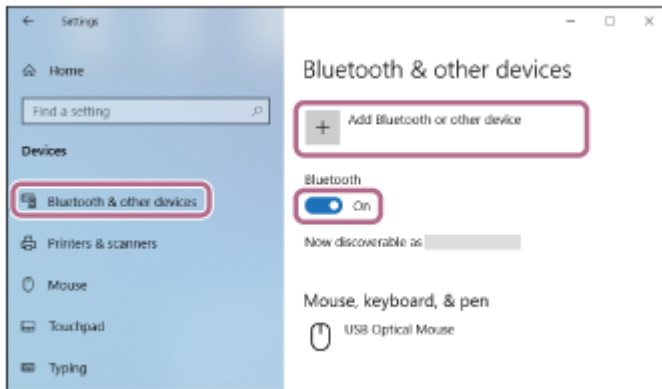 Settings
Home
Find a setting
Devices
Bluetooth & other devices
Printers & scanners
Mouse
Touchpad
Typing
Bluetooth & other devices
Add Bluetooth or other device
Bluetooth
On
Now discoverable as
Mouse, keyboard, & pen
USB Optical Mouse